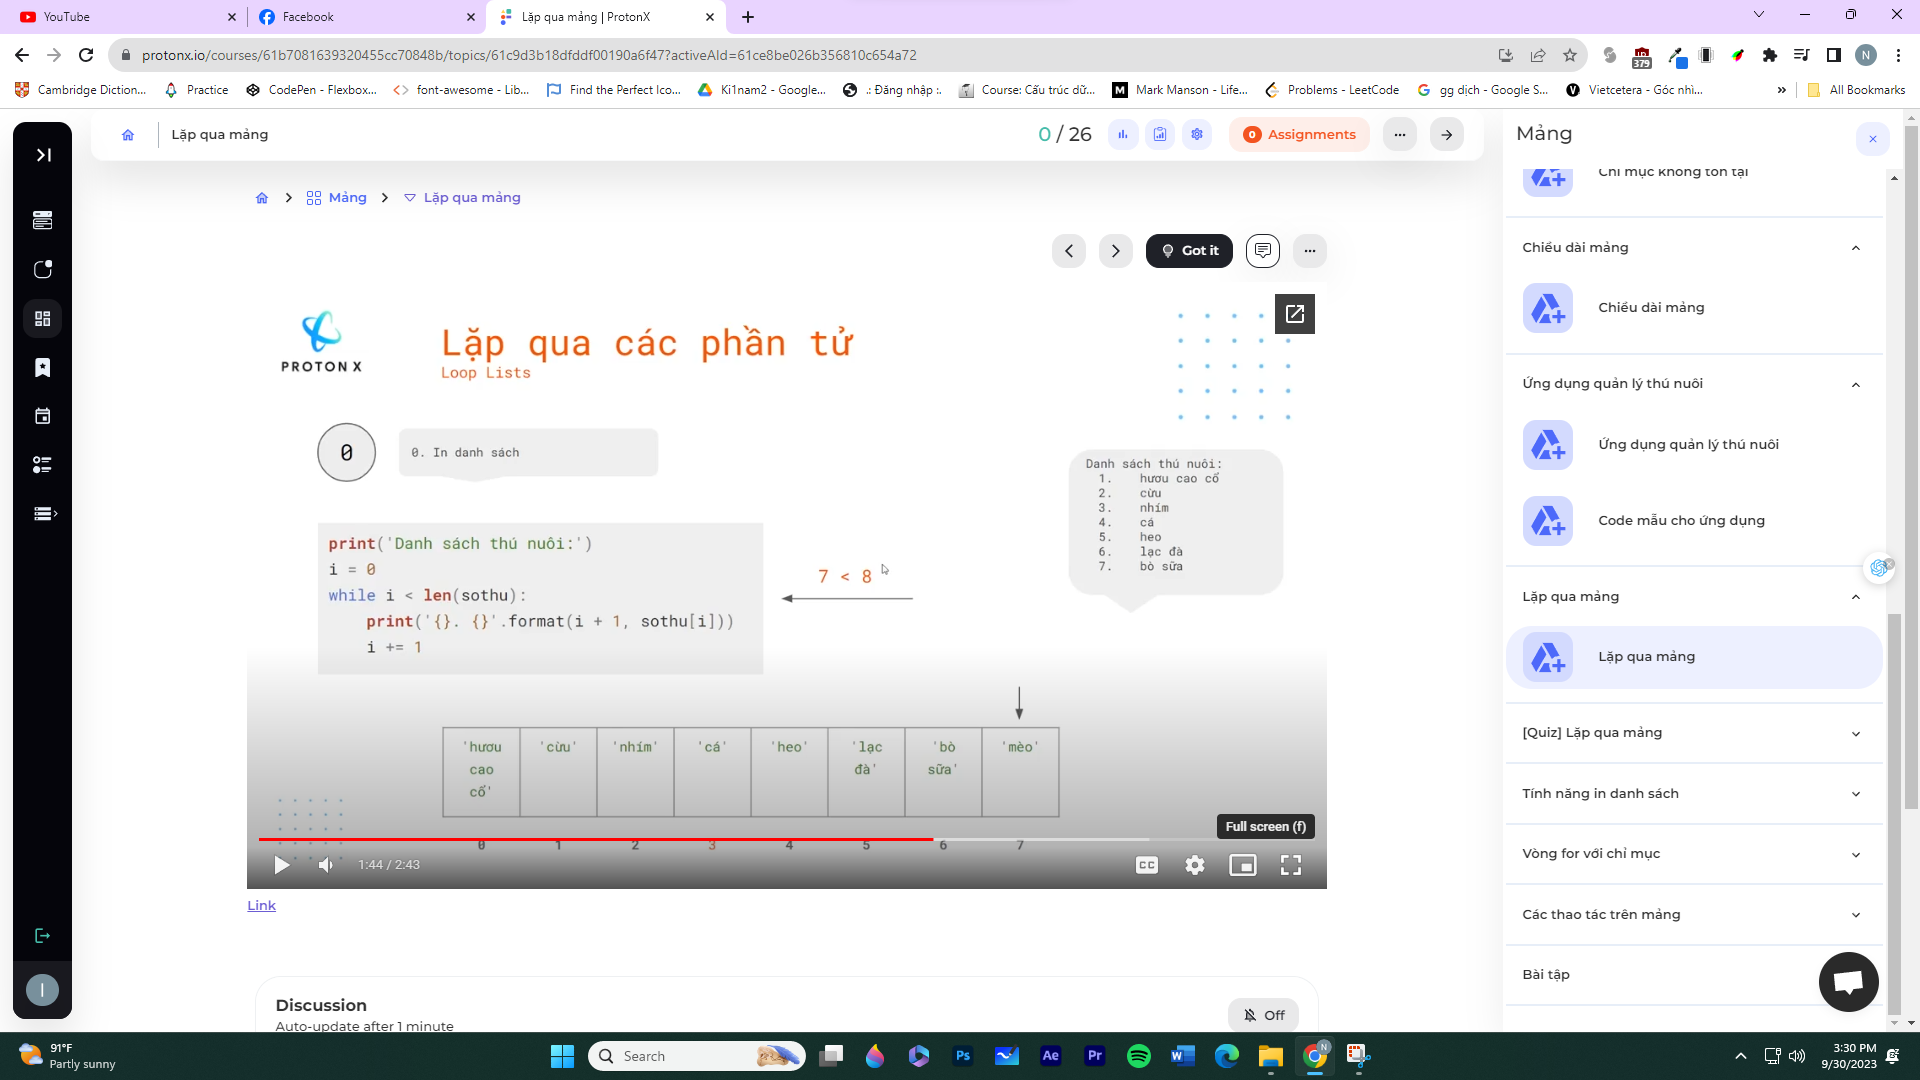 YouTube
Facebook
Lặp qua mảng | ProtonX
protonx.io/courses/61b7081639320455cc70848b/topics/61c9d3b18dfddf00190a6f47?activeAId=61ce8be026b356810c654a72
379
N
Cambridge Diction...
Practice
CodePen - Flexbox...
font-awesome - Lib...
Find the Perfect Ico...
Ki1nam2 - Google...
.: Đăng nhập :.
Course: Cấu trúc dữ...
Mark Manson - Life...
Problems - LeetCode
gg dịch - Google S...
Vietcetera - Góc nhì...
»
All Bookmarks
Lặp qua mảng
0 / 26
0 Assignments
Mảng
Mảng
Lặp qua mảng
Got it
PROTON X
Lặp qua các phần tử
Loop Lists
0
0. In danh sách
Danh sách thú nuôi:
1. hươu cao cổ
2. cừu
3. nhím
4. cá
5. heo
6. lạc đà
7. bò sữa
print('Danh sách thú nuôi:')
i = 0
while i < len(sothu):
print('{}. {}'.format(i + 1, sothu[i]))
i += 1
7 < 8
'hươu cao cổ'
'cừu'
'nhím'
'cá'
'heo'
'lạc đà'
'bò sữa'
'mèo'
0 1 2 3 4 5 6 7
Full screen (f)
1:44 / 2:43
CC
Link
Discussion
Auto-update after 1 minute
Off
Chỉ mục không tồn tại
Chiều dài mảng
Chiều dài mảng
Ứng dụng quản lý thú nuôi
Ứng dụng quản lý thú nuôi
Code mẫu cho ứng dụng
Lặp qua mảng
Lặp qua mảng
[Quiz] Lặp qua mảng
Tính năng in danh sách
Vòng for với chỉ mục
Các thao tác trên mảng
Bài tập
I
91°F
Partly sunny
Search
Ps
Ae
Pr
W
N
3:30 PM
9/30/2023